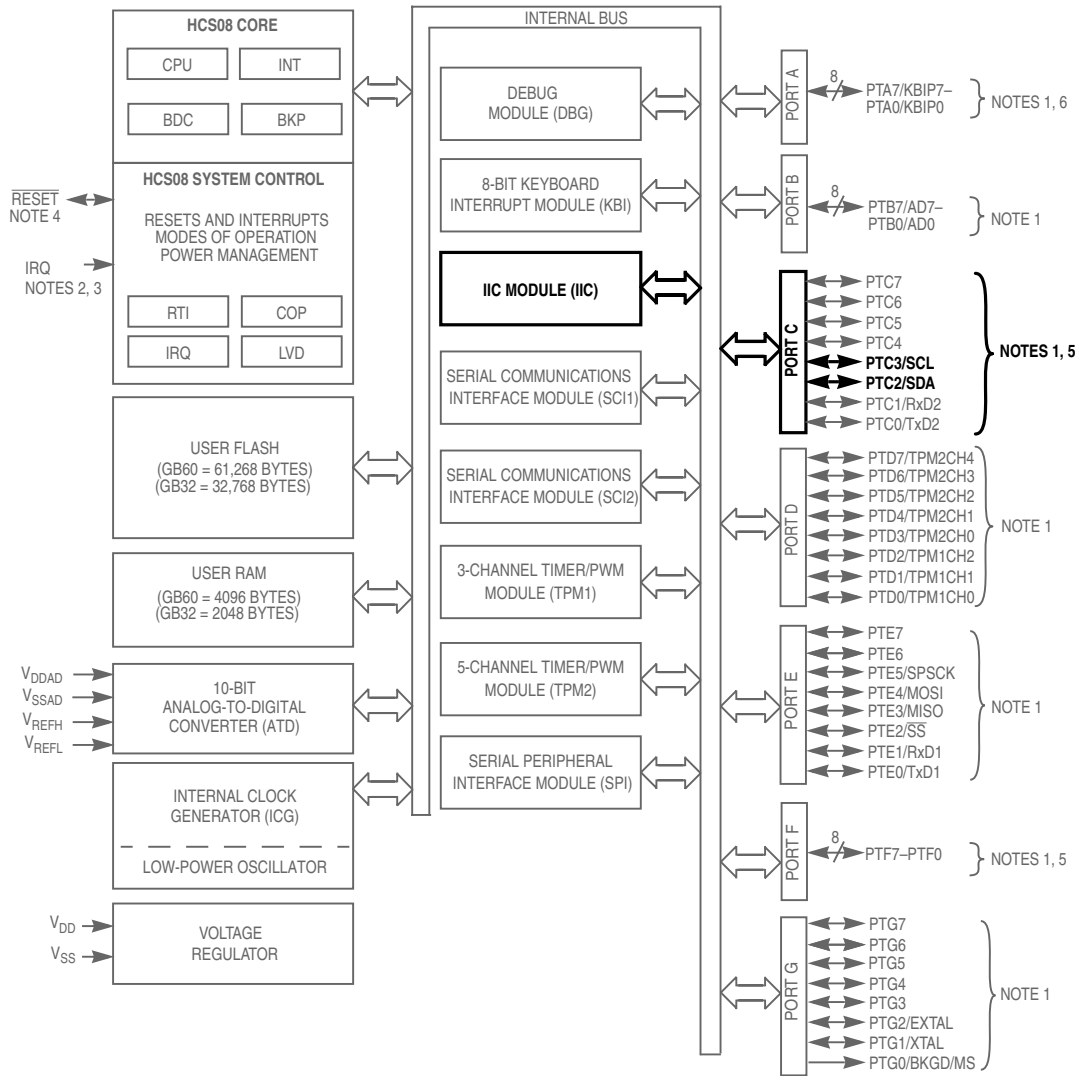 HCS08 CORE
CPU
INT
BDC
BKP
HCS08 SYSTEM CONTROL
RESETS AND INTERRUPTS
MODES OF OPERATION
POWER MANAGEMENT
RTI
COP
IRQ
LVD
RESET
NOTE 4
IRQ
NOTES 2, 3
USER FLASH
(GB60 = 61,268 BYTES)
(GB32 = 32,768 BYTES)
USER RAM
(GB60 = 4096 BYTES)
(GB32 = 2048 BYTES)
VDDAD
VSSAD
VREFH
VREFL
10-BIT
ANALOG-TO-DIGITAL
CONVERTER (ATD)
INTERNAL CLOCK
GENERATOR (ICG)
LOW-POWER OSCILLATOR
VDD
VSS
VOLTAGE
REGULATOR
INTERNAL BUS
DEBUG
MODULE (DBG)
8-BIT KEYBOARD
INTERRUPT MODULE (KBI)
IIC MODULE (IIC)
SERIAL COMMUNICATIONS
INTERFACE MODULE (SCI1)
SERIAL COMMUNICATIONS
INTERFACE MODULE (SCI2)
3-CHANNEL TIMER/PWM
MODULE (TPM1)
5-CHANNEL TIMER/PWM
MODULE (TPM2)
SERIAL PERIPHERAL
INTERFACE MODULE (SPI)
PORT A
8
PTA7/KBIP7–
PTA0/KBIP0
NOTES 1, 6
PORT B
8
PTB7/AD7–
PTB0/AD0
NOTE 1
PORT C
PTC7
PTC6
PTC5
PTC4
PTC3/SCL
PTC2/SDA
PTC1/RxD2
PTC0/TxD2
NOTES 1, 5
PORT D
PTD7/TPM2CH4
PTD6/TPM2CH3
PTD5/TPM2CH2
PTD4/TPM2CH1
PTD3/TPM2CH0
PTD2/TPM1CH2
PTD1/TPM1CH1
PTD0/TPM1CH0
NOTE 1
PORT E
PTE7
PTE6
PTE5/SPSCK
PTE4/MOSI
PTE3/MISO
PTE2/SS
PTE1/RxD1
PTE0/TxD1
NOTE 1
PORT F
8
PTF7–PTF0
NOTES 1, 5
PORT G
PTG7
PTG6
PTG5
PTG4
PTG3
PTG2/EXTAL
PTG1/XTAL
PTG0/BKGD/MS
NOTE 1